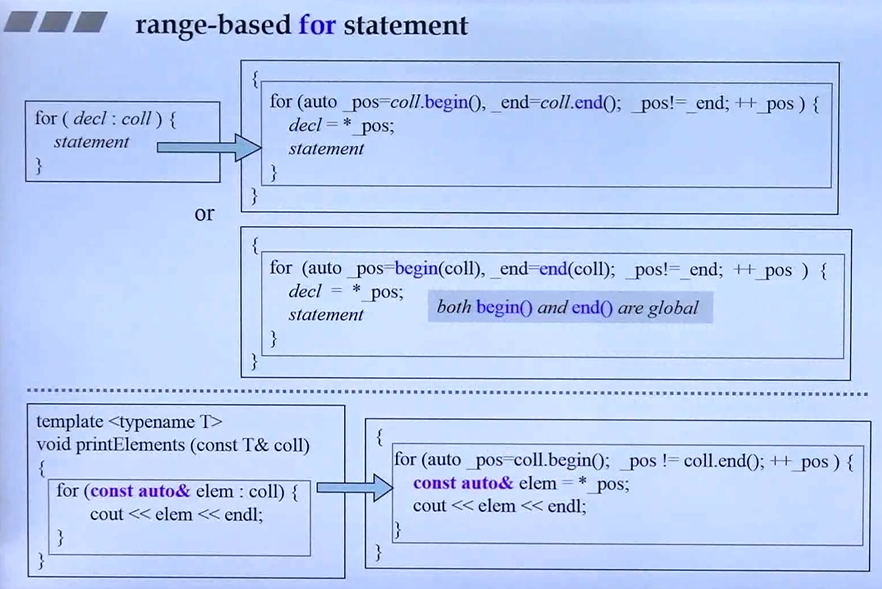 range-based for statement
for ( decl : coll ) {
statement
}
{
for (auto _pos=coll.begin(), _end=coll.end(); _pos!=_end; ++_pos ) {
decl = *_pos;
statement
}
}
or
{
for (auto _pos=begin(coll), _end=end(coll); _pos!=_end; ++_pos ) {
decl = *_pos;
statement
both begin() and end() are global
}
}
template <typename T>
void printElements (const T& coll)
{
for (const auto& elem : coll) {
cout << elem << endl;
}
}
{
for (auto _pos=coll.begin(); _pos != coll.end(); ++_pos ) {
const auto& elem = *_pos;
cout << elem << endl;
}
}